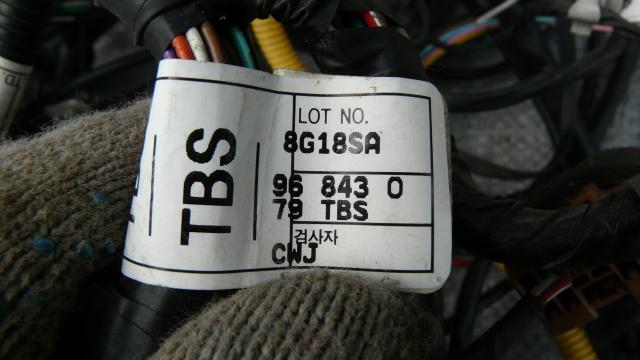 TBS
LOT NO.
8G18SA
96 843 0
79 TBS
검사자
CWJ